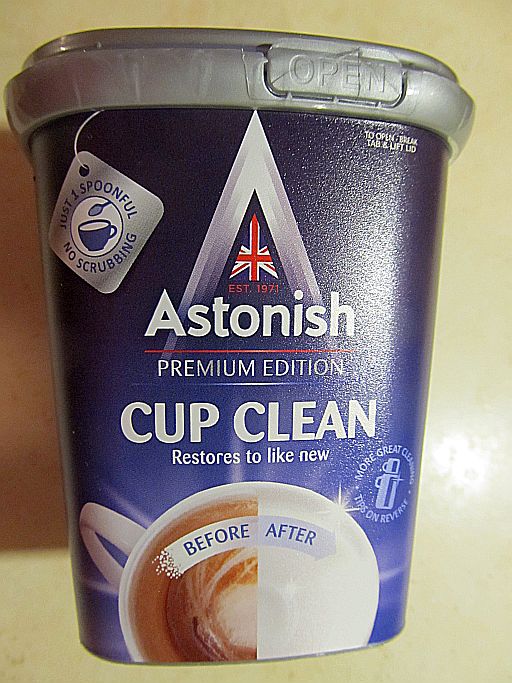 OPEN
TO OPEN - BREAK
TAB & LIFT LID
JUST 1 SPOONFUL
NO SCRUBBING
EST. 1971
Astonish
PREMIUM EDITION
CUP CLEAN
Restores to like new
MORE GREAT CLEANING
TIPS ON REVERSE
BEFORE AFTER